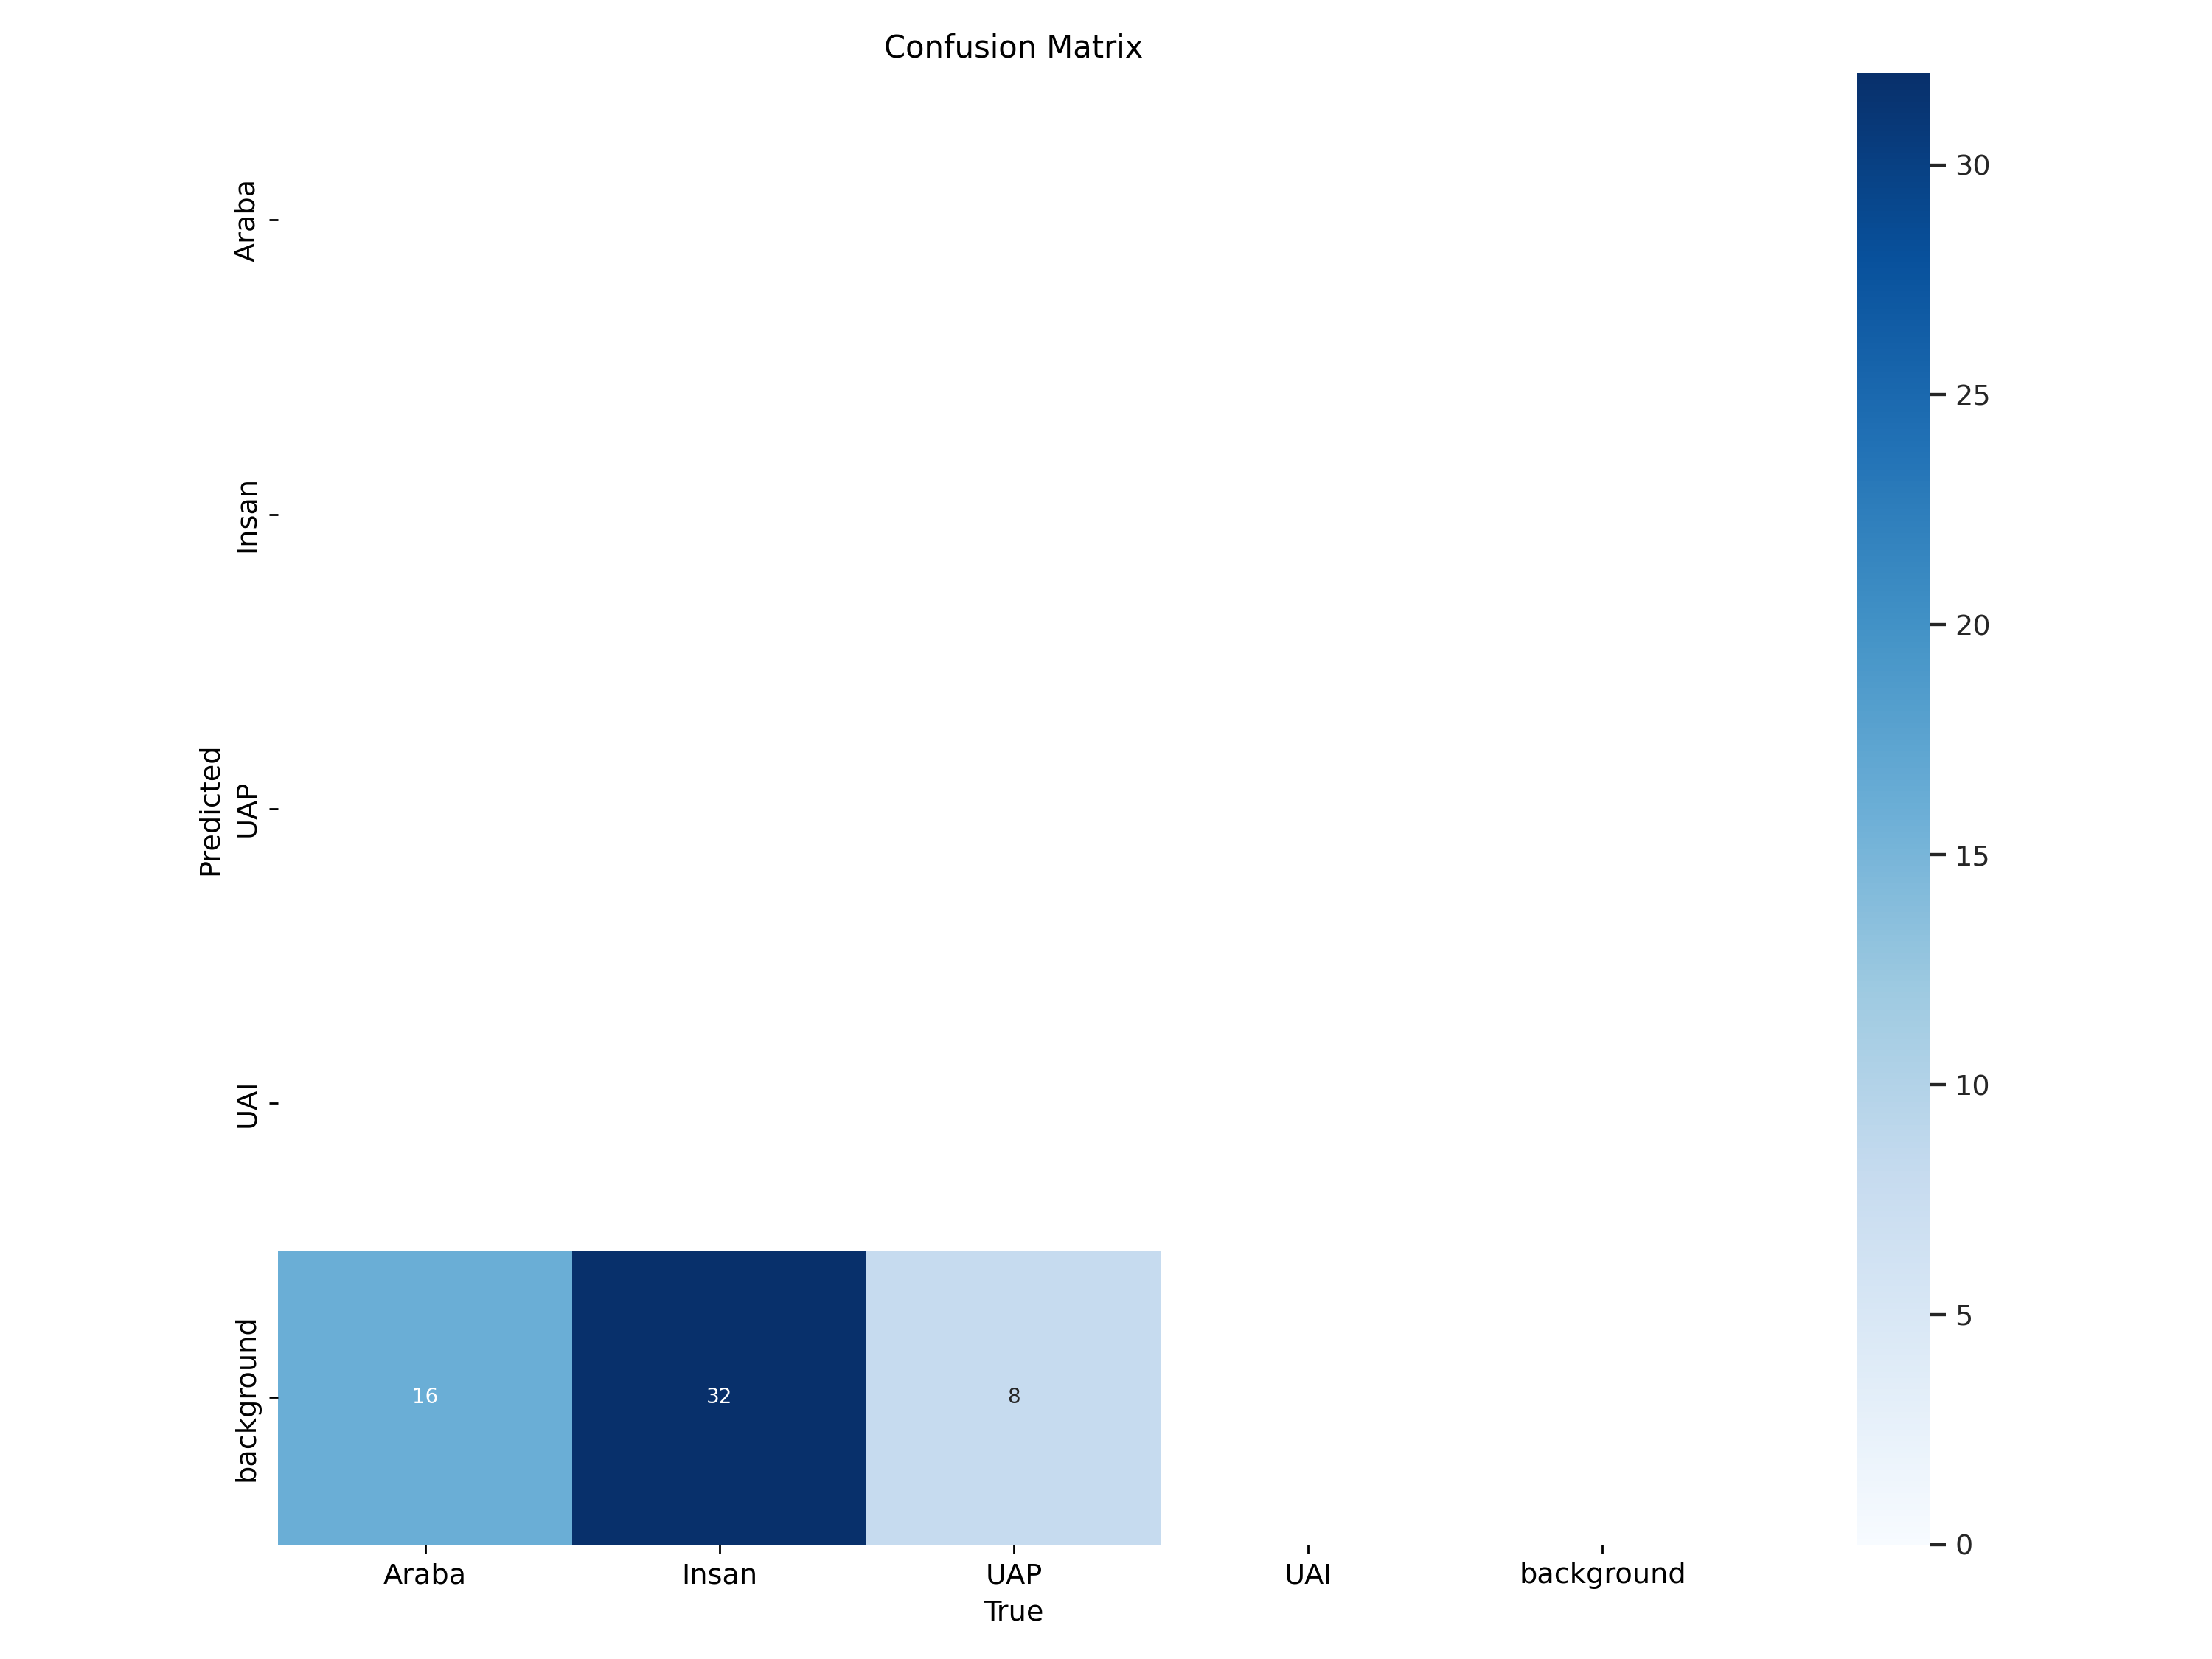 Confusion Matrix
Araba
Insan
UAP
UAI
background
Predicted
16
32
8
Araba
Insan
UAP
UAI
background
True
30
25
20
15
10
5
0